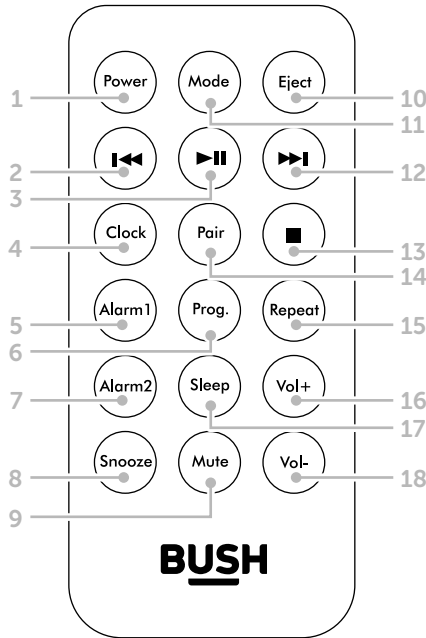 Power Mode Eject
1 10
11
2 12
3
Clock Pair
4 13
14
Alarm1 Prog. Repeat
5 15
6
Alarm2 Sleep Vol+
7 16
17
Snooze Mute Vol-
8 18
9
BUSH